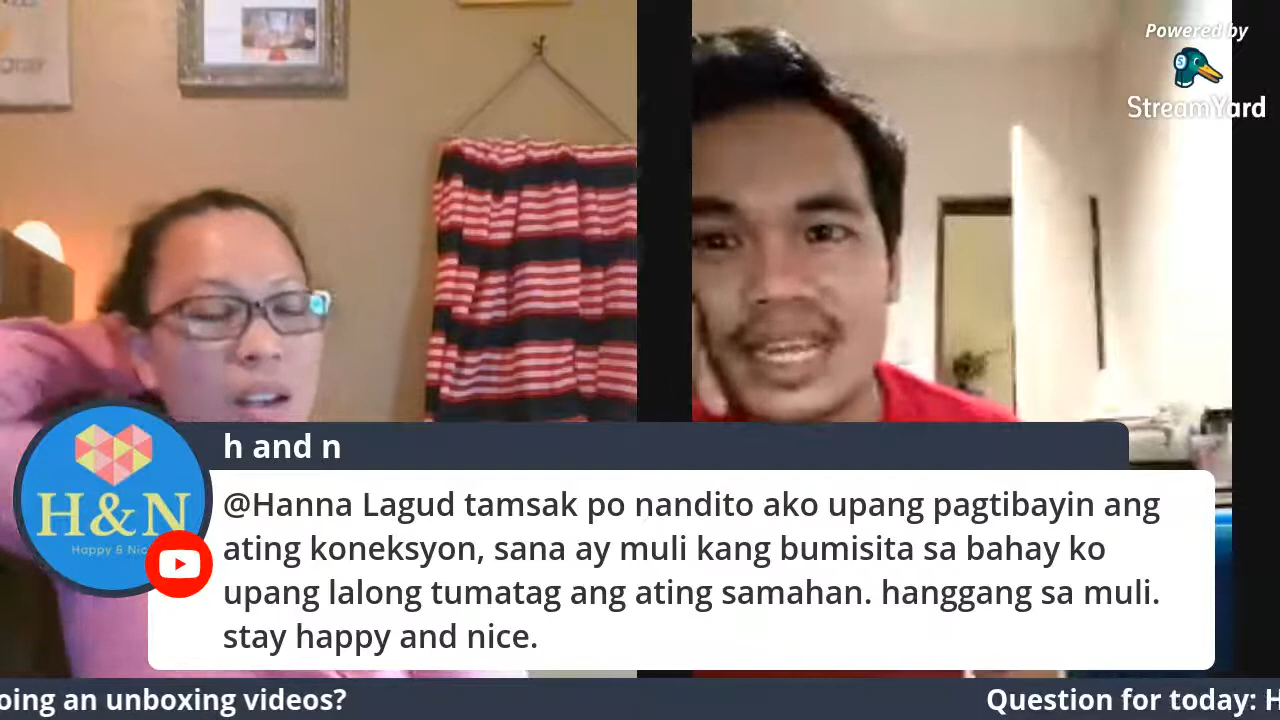 Powered by
StreamYard
h and n
@Hanna Lagud tamsak po nandito ako upang pagtibayin ang
ating koneksyon, sana ay muli kang bumisita sa bahay ko
upang lalong tumatag ang ating samahan. hanggang sa muli.
stay happy and nice.
H&N
Happy & Nice
oing an unboxing videos?
Question for today: H